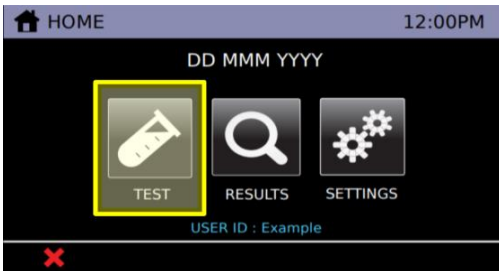 HOME 12:00PM
DD MMM YYYY
TEST RESULTS SETTINGS
USER ID : Example